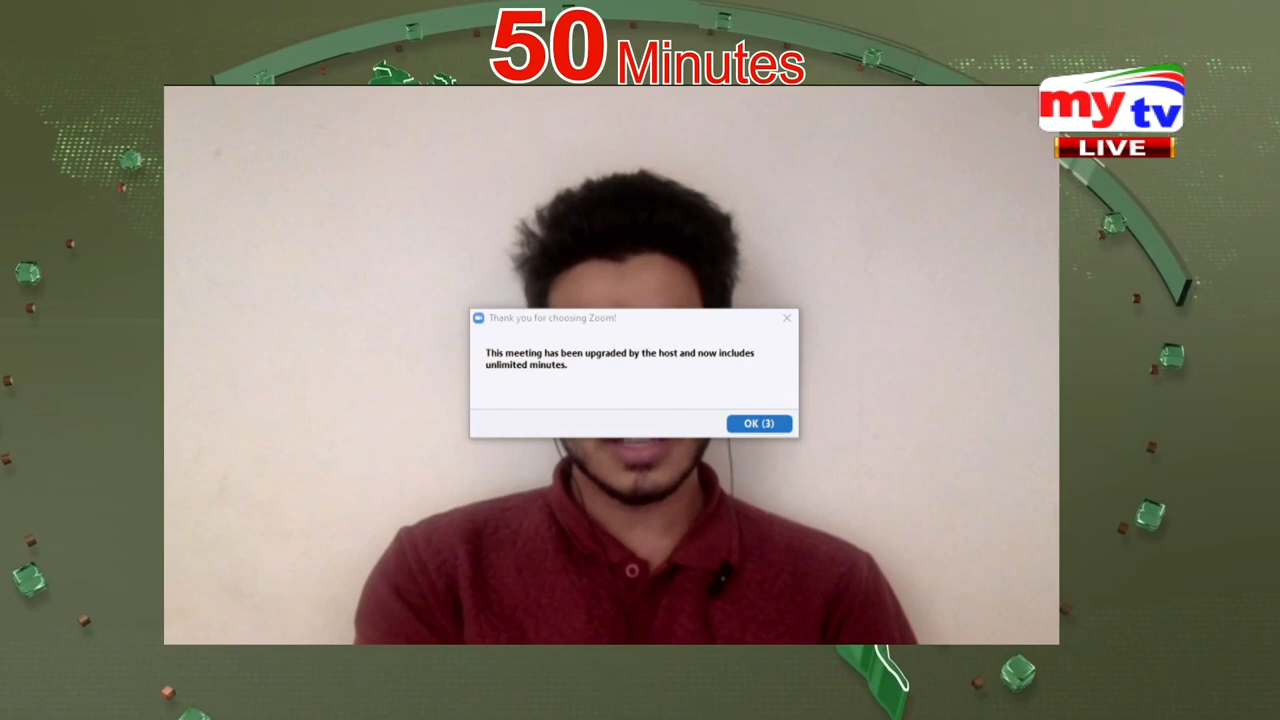 50 Minutes
my tv
LIVE
Thank you for choosing Zoom!
This meeting has been upgraded by the host and now includes
unlimited minutes.
OK (3)